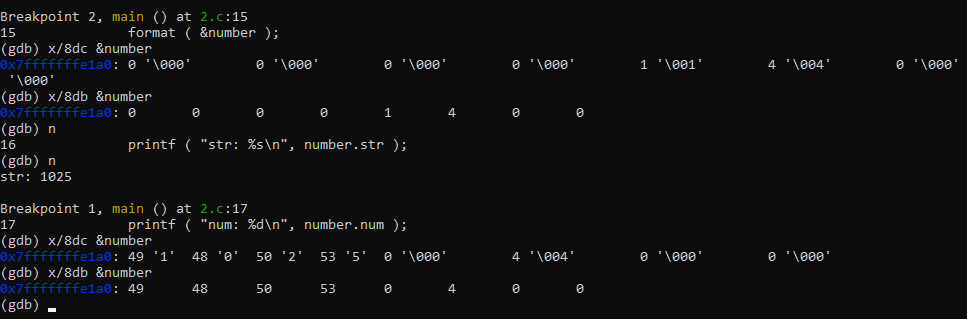 Breakpoint 2, main () at 2.c:15
15              format ( &number );
(gdb) x/8dc &number
0x7fffffffe1a0: 0 '\000'        0 '\000'        0 '\000'        0 '\000'        1 '\001'        4 '\004'        0 '\000'
 '\000'
(gdb) x/8db &number
0x7fffffffe1a0: 0       0       0       0       1       4       0       0
(gdb) n
16              printf ( "str: %s\n", number.str );
(gdb) n
str: 1025
Breakpoint 1, main () at 2.c:17
17              printf ( "num: %d\n", number.num );
(gdb) x/8dc &number
0x7fffffffe1a0: 49 '1'  48 '0'  50 '2'  53 '5'  0 '\000'        4 '\004'        0 '\000'        0 '\000'
(gdb) x/8db &number
0x7fffffffe1a0: 49      48      50      53      0       4       0       0
(gdb)